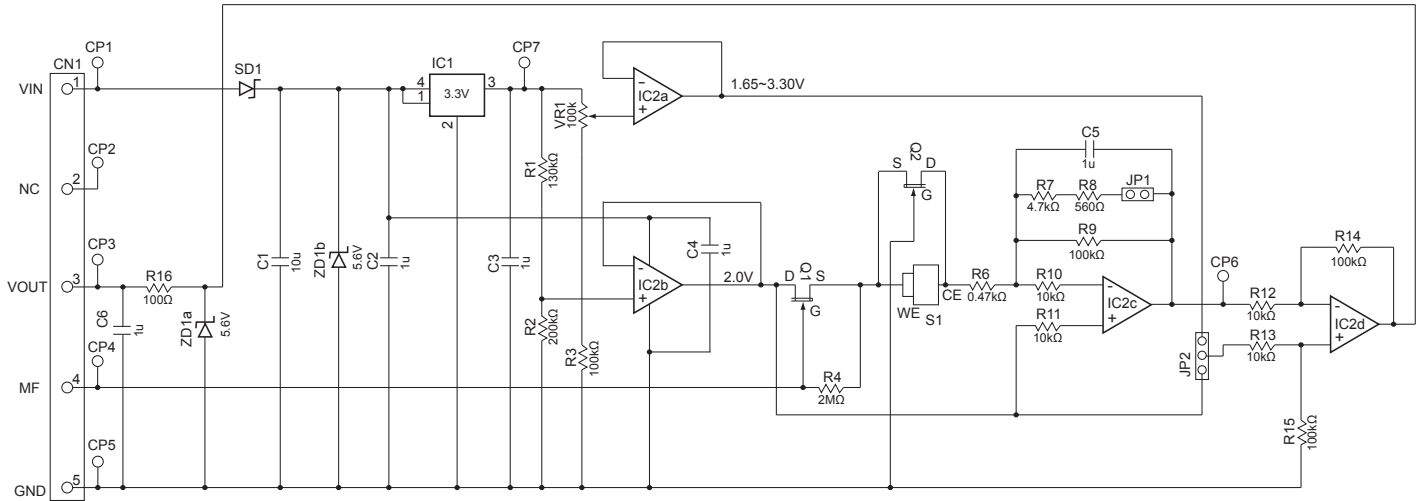 CN1
VIN
1
CP1
SD1
IC1
4
1
3.3V
3
2
CP7
VR1
100k
-
+
IC2a
1.65~3.30V
NC
2
CP2
R1
130kΩ
VOUT
3
CP3
R16
100Ω
C6
1u
ZD1a
5.6V
C1
10u
ZD1b
5.6V
C2
1u
C3
1u
R2
200kΩ
R3
100kΩ
-
+
IC2b
C4
1u
2.0V
D
S
Q1
G
S
D
Q2
G
WE
CE
S1
R6
0.47kΩ
C5
1u
R7
4.7kΩ
R8
560Ω
JP1
R9
100kΩ
R10
10kΩ
R11
10kΩ
-
+
IC2c
CP6
R12
10kΩ
R13
10kΩ
JP2
R14
100kΩ
-
+
IC2d
R15
100kΩ
MF
4
CP4
R4
2MΩ
GND
5
CP5